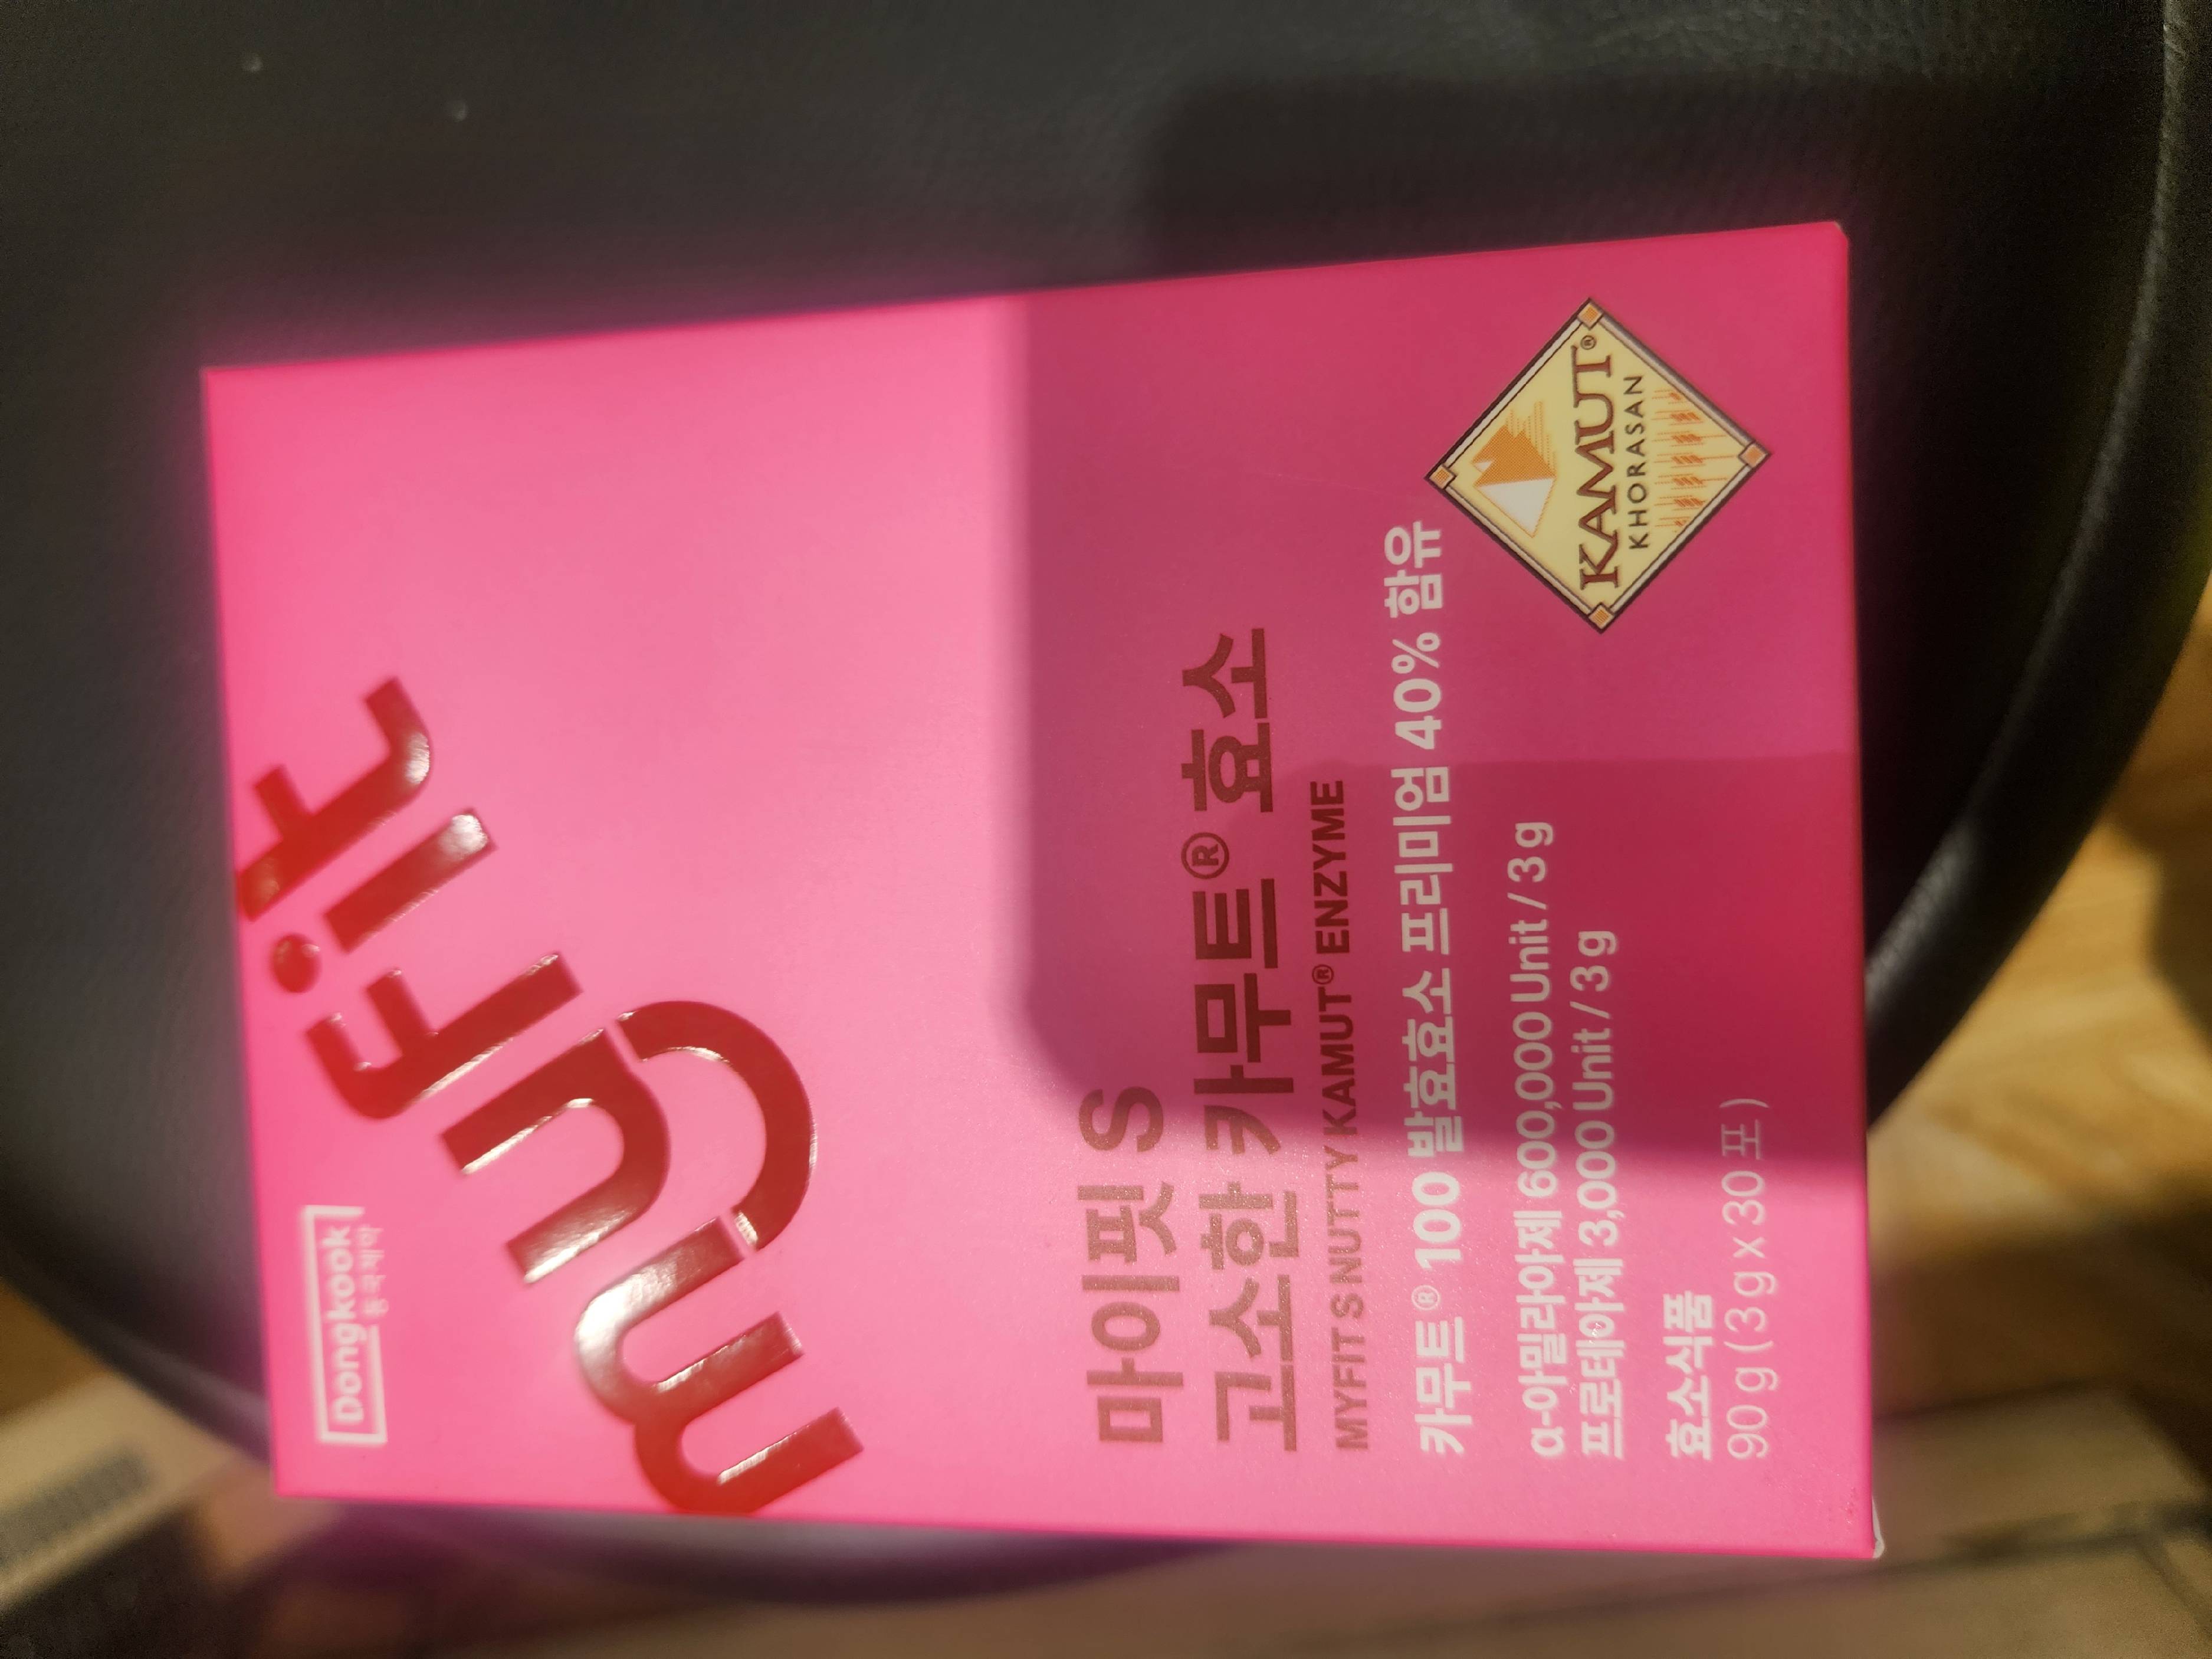 Dongkook
동국제약
myfit
마이핏 S
고소한 카무트® 효소
MYFIT S NUTTY KAMUT® ENZYME
카무트® 100 발효효소 프리미엄 40% 함유
α-아밀라아제 600,000 Unit / 3 g
프로테아제 3,000 Unit / 3 g
효소식품
90 g ( 3 g x 30 포 )
KAMUT®
KHORASAN